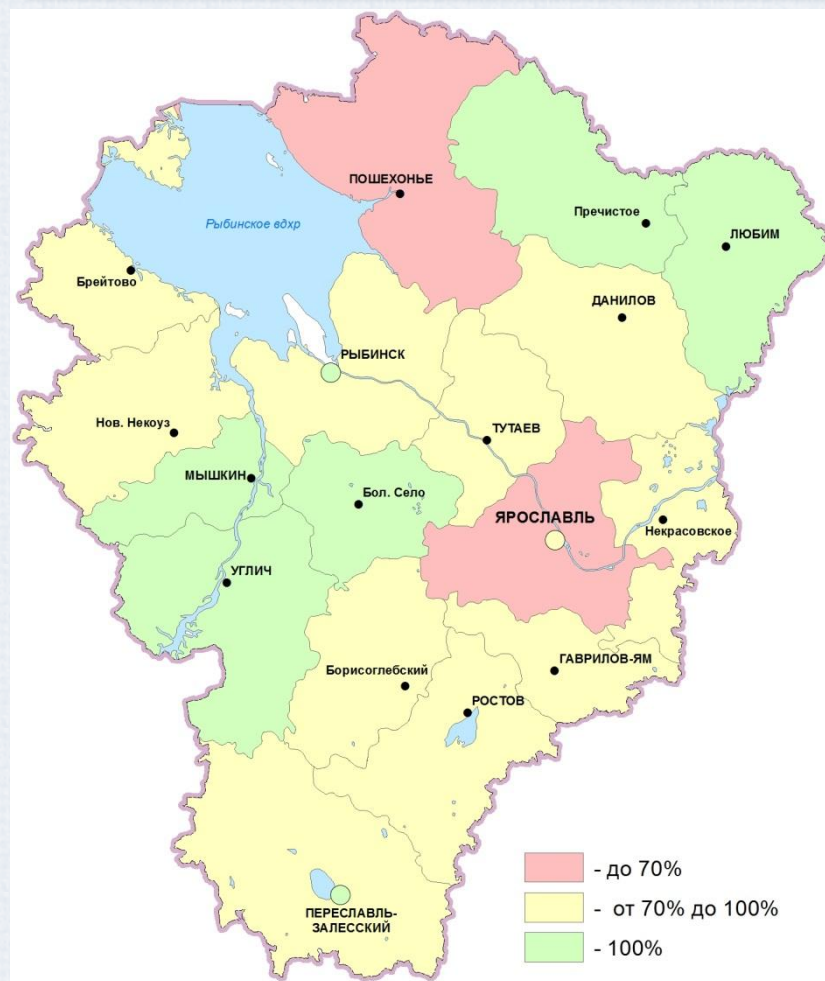 ПОШЕХОНЬЕ
Рыбинское вдхр
Пречистое
ЛЮБИМ
Брейтово
ДАНИЛОВ
РЫБИНСК
Нов. Некоуз
ТУТАЕВ
МЫШКИН
Бол. Село
ЯРОСЛАВЛЬ
Некрасовское
УГЛИЧ
Борисоглебский
ГАВРИЛОВ-ЯМ
РОСТОВ
ПЕРЕСЛАВЛЬ-
ЗАЛЕССКИЙ
- до 70%
- от 70% до 100%
- 100%